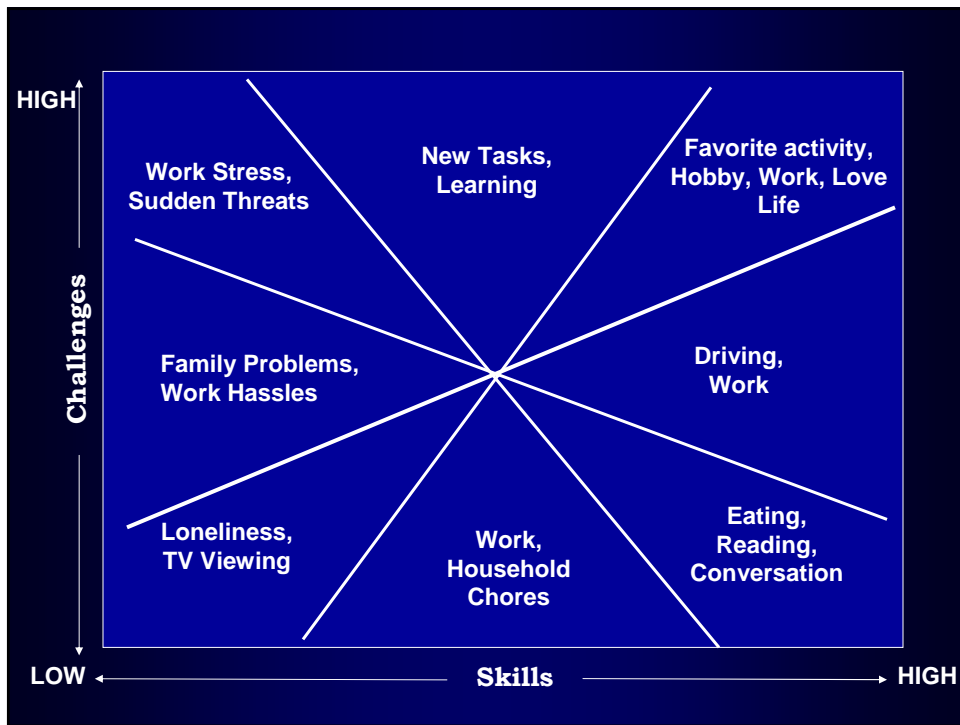 HIGH
Work Stress,
Sudden Threats
New Tasks,
Learning
Favorite activity,
Hobby, Work, Love
Life
Challenges
Family Problems,
Work Hassles
Driving,
Work
Loneliness,
TV Viewing
Work,
Household
Chores
Eating,
Reading,
Conversation
LOW
Skills
HIGH